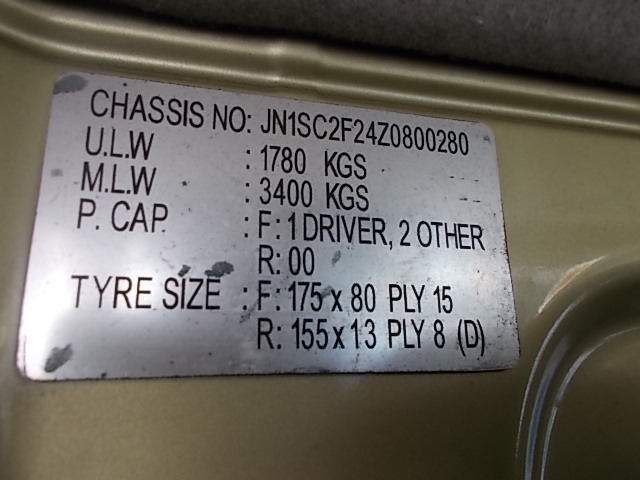 CHASSIS NO: JN1SC2F24Z0800280
U.L.W : 1780 KGS
M.L.W : 3400 KGS
P. CAP. : F: 1 DRIVER, 2 OTHER
R: 00
TYRE SIZE : F: 175 x 80 PLY 15
R: 155 x 13 PLY 8 (D)